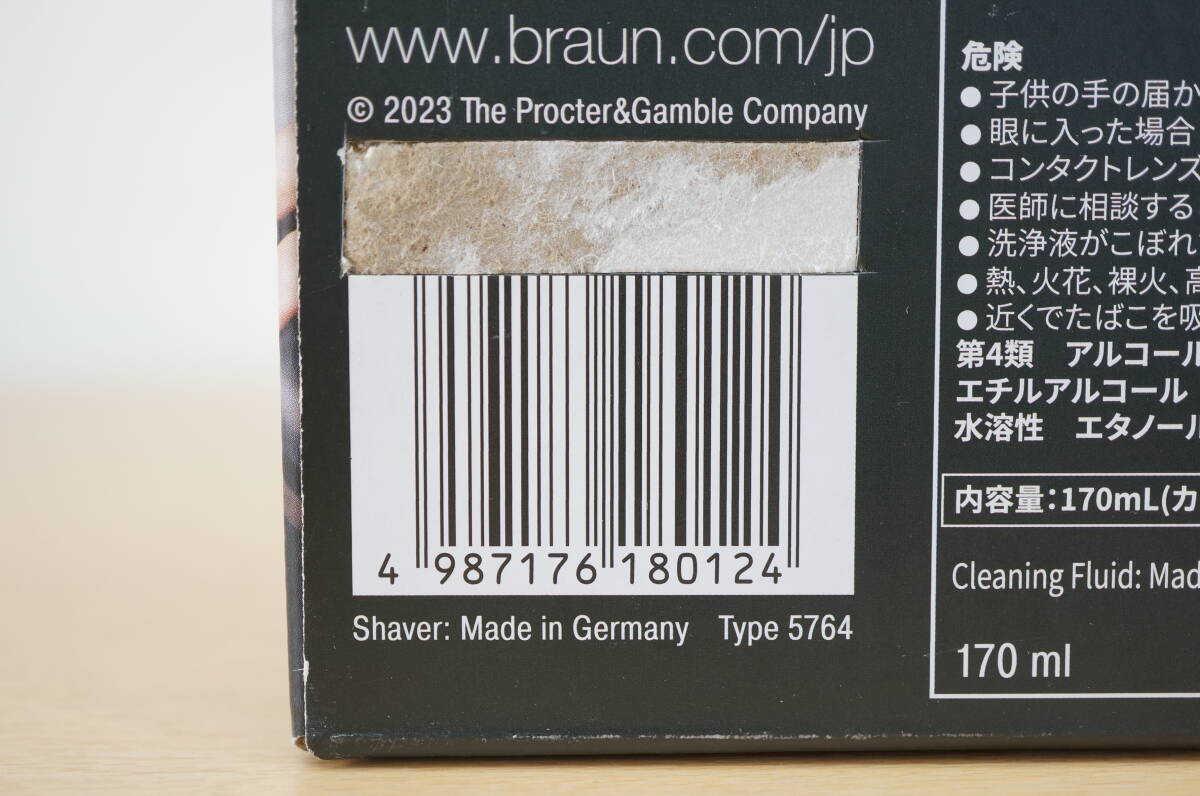 www.braun.com/jp
© 2023 The Procter&Gamble Company
4 987176 180124
Shaver: Made in Germany Type 5764
危険
● 子供の手の届か
● 眼に入った場合
● コンタクトレンズ
● 医師に相談する
● 洗浄液がこぼれ
● 熱、火花、裸火、高
● 近くでたばこを吸
第4類 アルコール
エチルアルコール
水溶性 エタノール
内容量:170mL(カ
Cleaning Fluid: Mad
170 ml